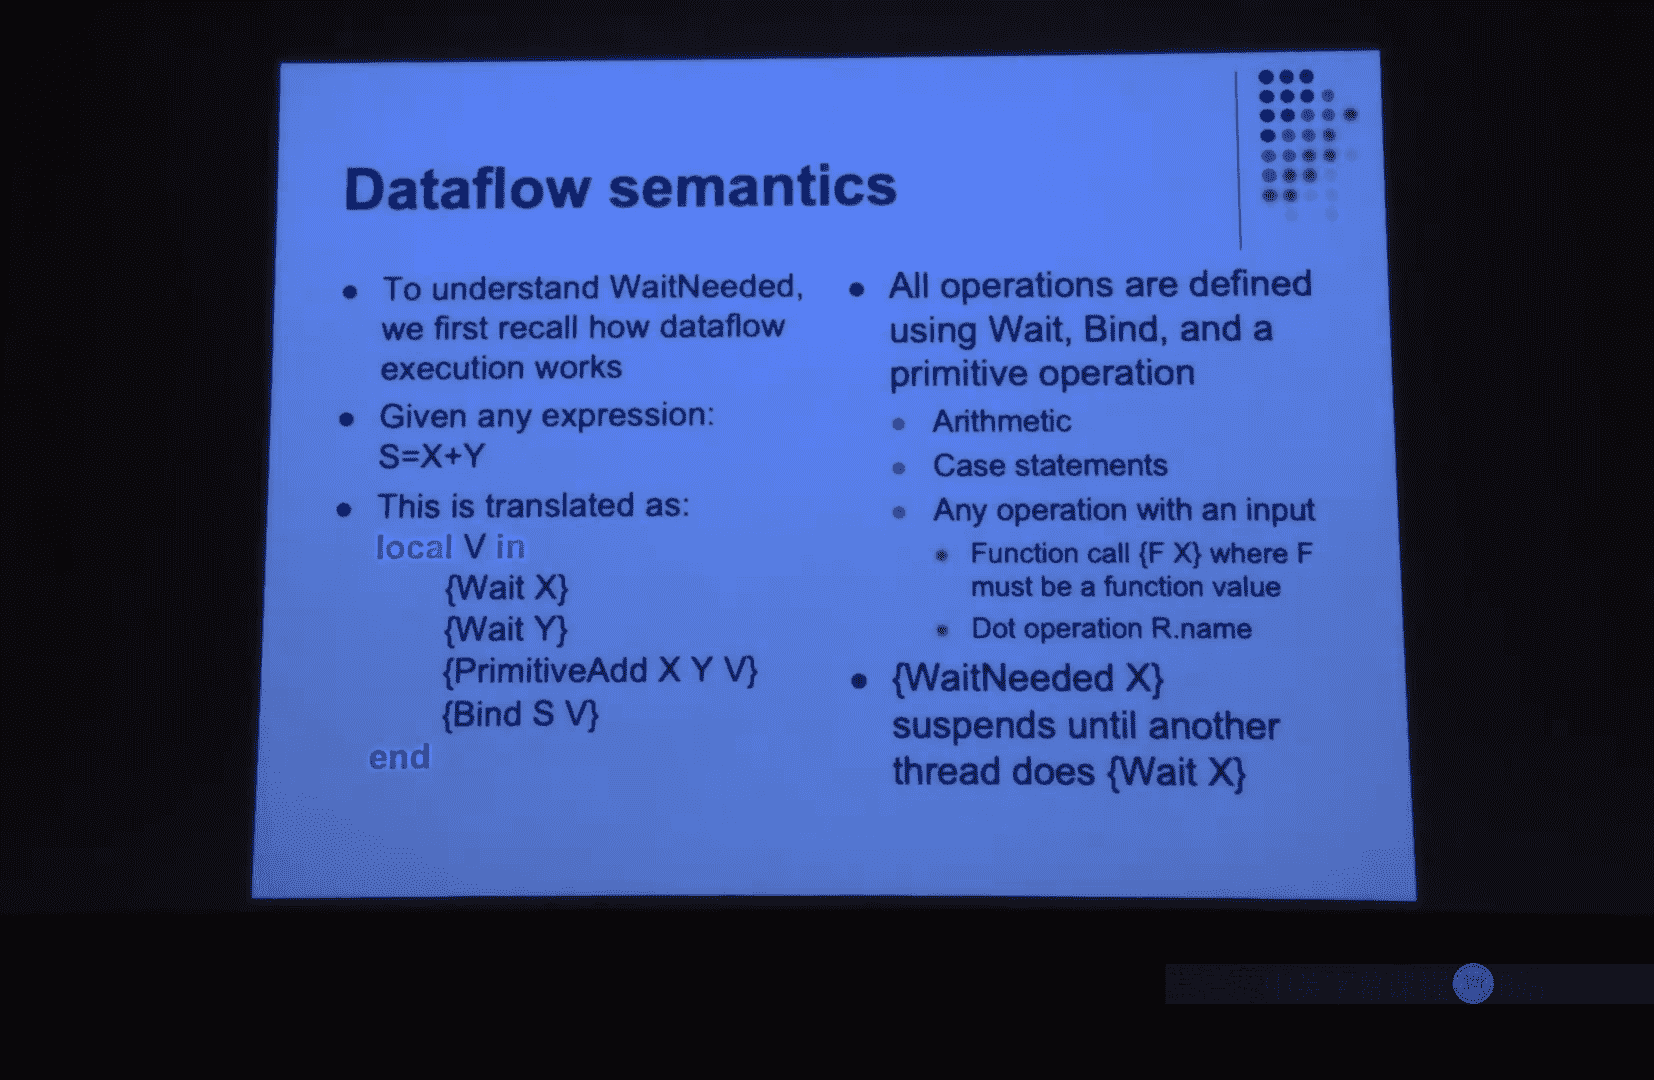 Dataflow semantics
To understand WaitNeeded,
we first recall how dataflow
execution works
Given any expression:
S=X+Y
This is translated as:
local V in
{Wait X}
{Wait Y}
{PrimitiveAdd X Y V}
{Bind S V}
end
All operations are defined
using Wait, Bind, and a
primitive operation
Arithmetic
Case statements
Any operation with an input
Function call {F X} where F
must be a function value
Dot operation R.name
{WaitNeeded X}
suspends until another
thread does {Wait X}